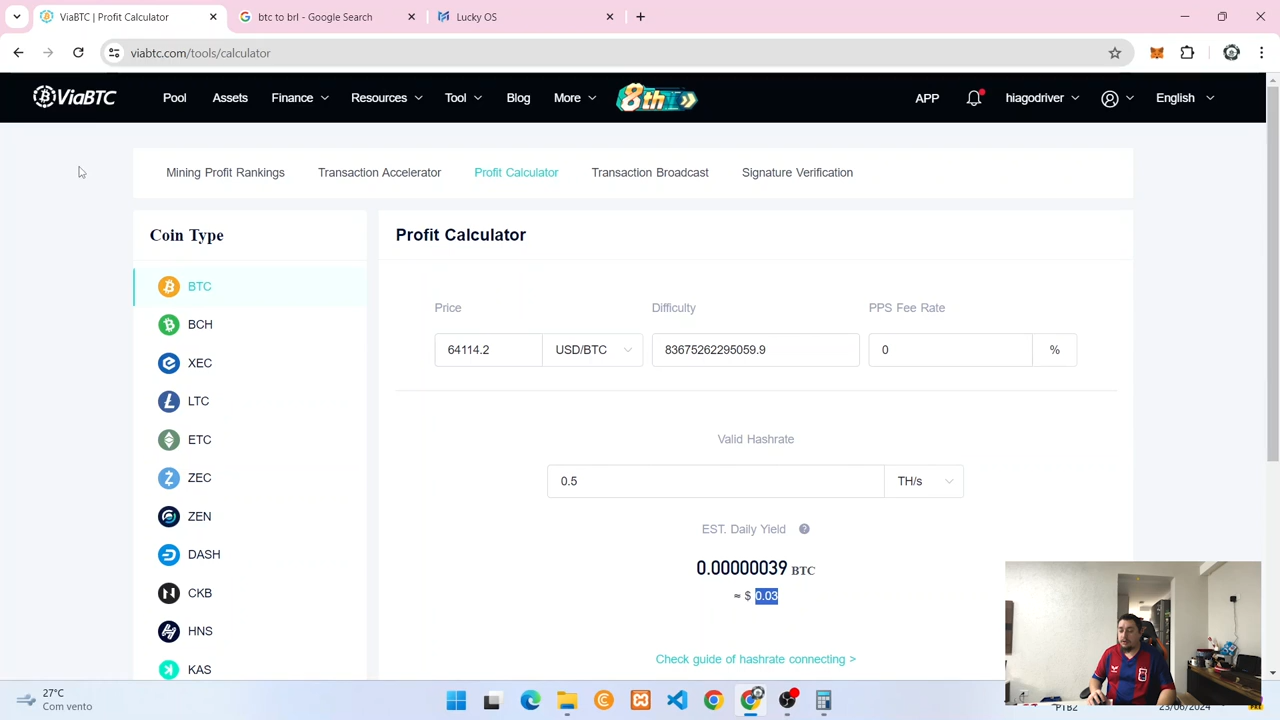 ViaBTC | Profit Calculator
btc to brl - Google Search
Lucky OS
viabtc.com/tools/calculator
ViaBTC
Pool
Assets
Finance
Resources
Tool
Blog
More
8th
APP
hiagodriver
English
Mining Profit Rankings
Transaction Accelerator
Profit Calculator
Transaction Broadcast
Signature Verification
Coin Type
BTC
BCH
XEC
LTC
ETC
ZEC
ZEN
DASH
CKB
HNS
KAS
Profit Calculator
Price
Difficulty
PPS Fee Rate
64114.2
USD/BTC
83675262295059.9
0
%
Valid Hashrate
0.5
TH/s
EST. Daily Yield
0.00000039 BTC
≈ $ 0.03
Check guide of hashrate connecting >
27°C
Com vento
PTB2
23/06/2024